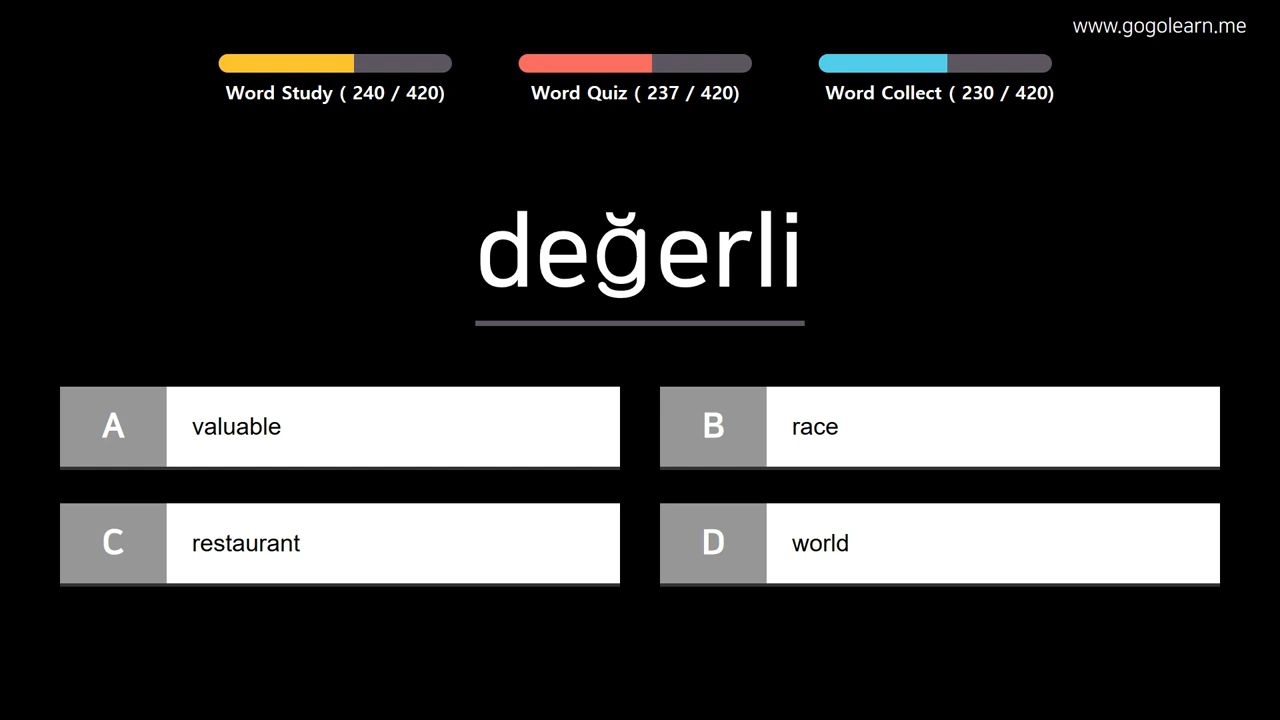 www.gogolearn.me
Word Study ( 240 / 420)
Word Quiz ( 237 / 420)
Word Collect ( 230 / 420)
değerli
A valuable
B race
C restaurant
D world